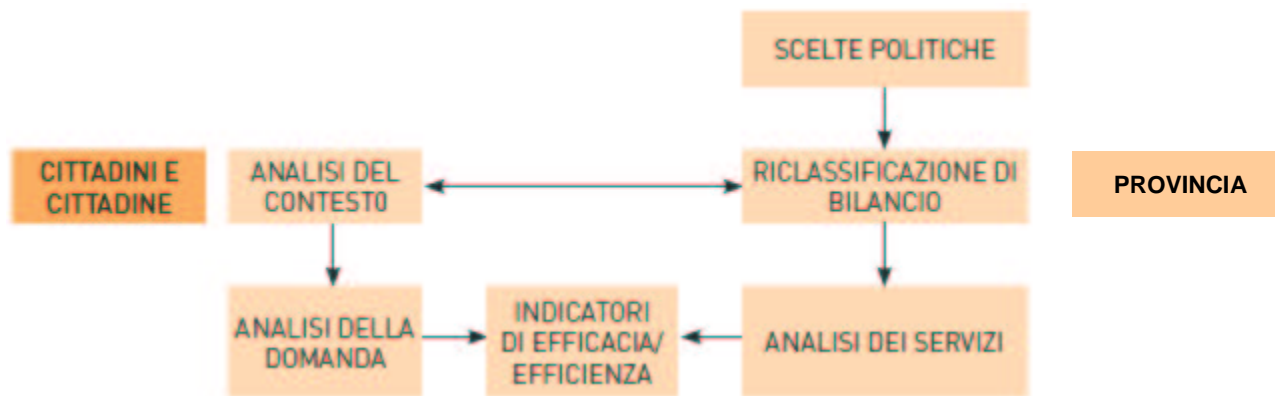 SCELTE POLITICHE
CITTADINI E
CITTADINE
ANALISI DEL
CONTESTO
RICLASSIFICAZIONE DI
BILANCIO
PROVINCIA
ANALISI DELLA
DOMANDA
INDICATORI
DI EFFICACIA/
EFFICIENZA
ANALISI DEI SERVIZI